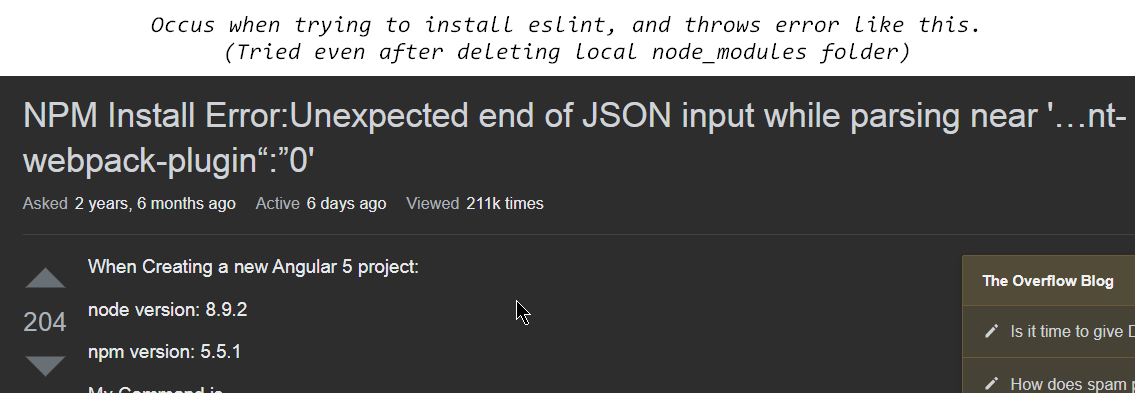 Occus when trying to install eslint, and throws error like this.
(Tried even after deleting local node_modules folder)
NPM Install Error:Unexpected end of JSON input while parsing near '…nt-
webpack-plugin“:”0'
Asked 2 years, 6 months ago Active 6 days ago Viewed 211k times
When Creating a new Angular 5 project:
The Overflow Blog
node version: 8.9.2
204
Is it time to give D
npm version: 5.5.1
How does spam p
My Command is